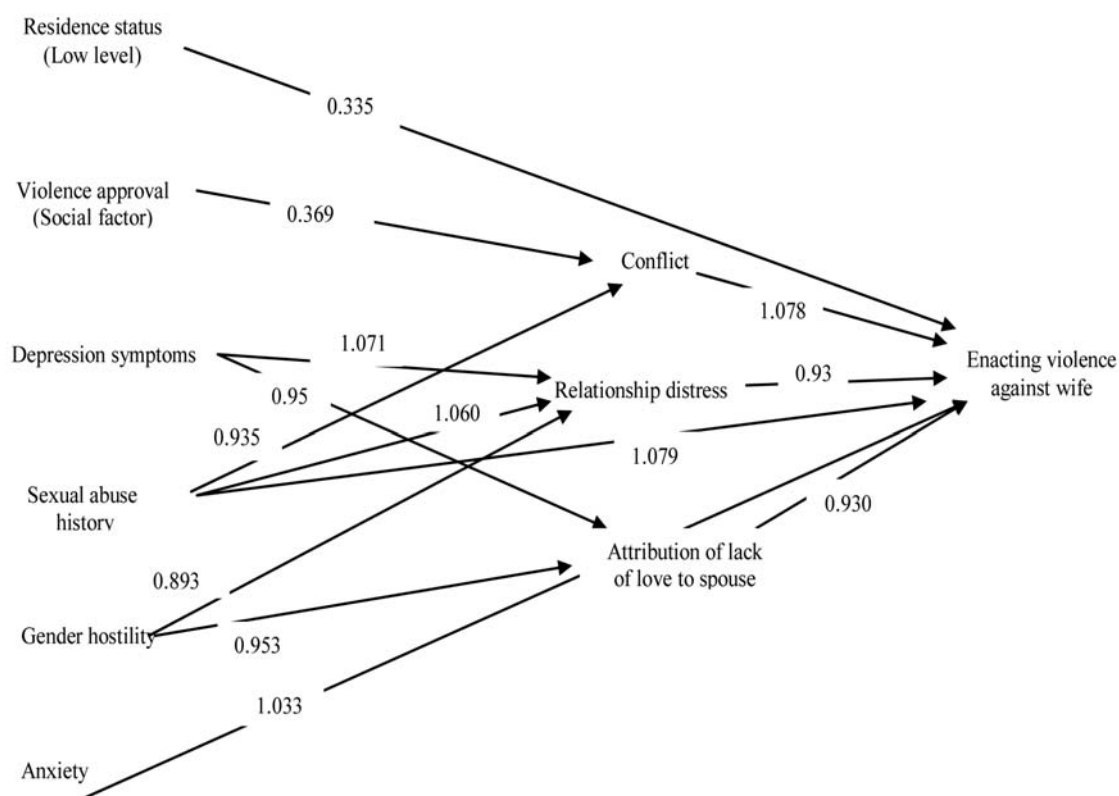 Residence status
(Low level)
0.335
Violence approval
(Social factor)
0.369
Conflict
1.078
Depression symptoms
1.071
0.95
Relationship distress
0.93
Enacting violence
against wife
0.935
1.060
1.079
Sexual abuse
history
0.930
Attribution of lack
of love to spouse
0.893
Gender hostility
0.953
1.033
Anxiety